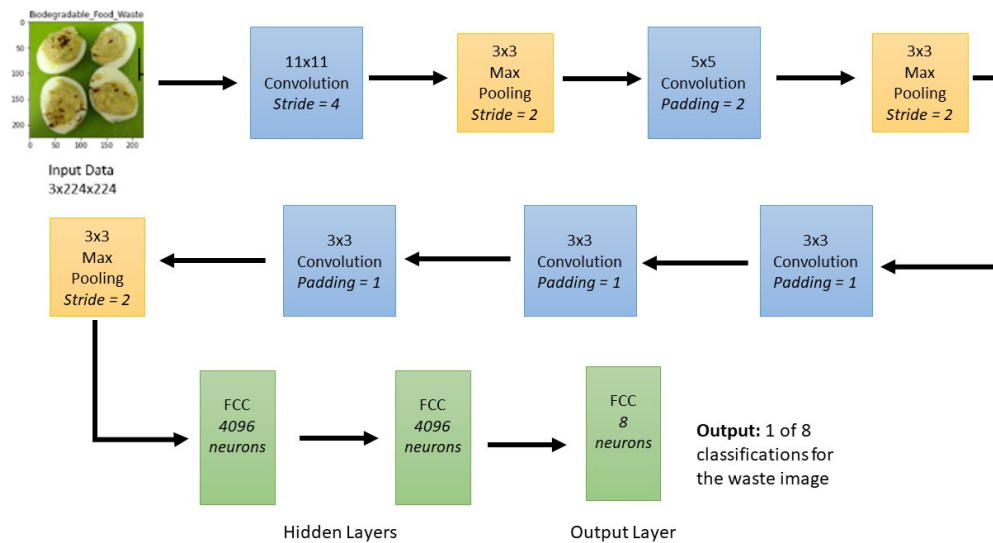 Biodegradable_Food_Waste
0
50
100
150
200
0 50 100 150 200
Input Data
3x224x224
11x11
Convolution
Stride = 4
3x3
Max
Pooling
Stride = 2
5x5
Convolution
Padding = 2
3x3
Max
Pooling
Stride = 2
3x3
Convolution
Padding = 1
3x3
Convolution
Padding = 1
3x3
Convolution
Padding = 1
3x3
Max
Pooling
Stride = 2
FCC
4096
neurons
FCC
4096
neurons
FCC
8
neurons
Output: 1 of 8
classifications for
the waste image
Hidden Layers
Output Layer